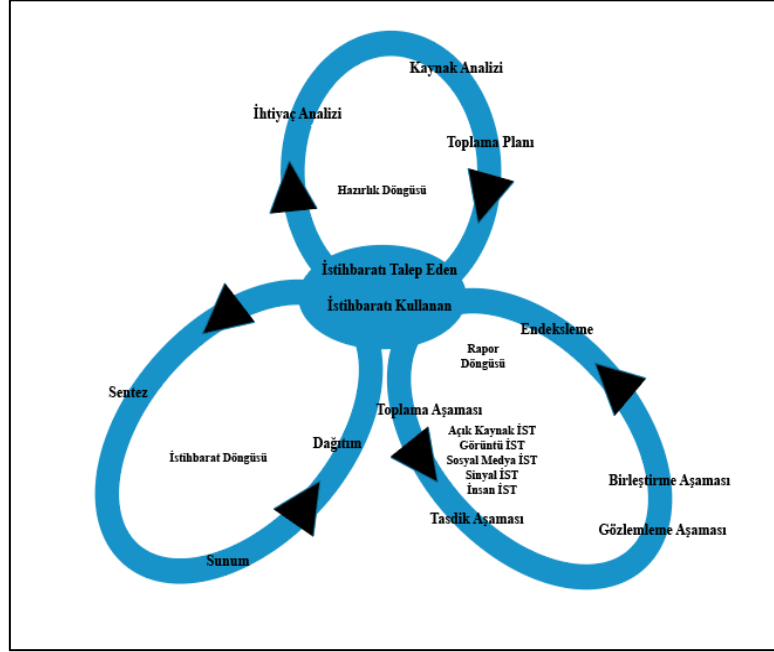 Kaynak Analizi
İhtiyaç Analizi
Toplama Planı
Hazırlık Döngüsü
İstihbaratı Talep Eden
İstihbaratı Kullanan
Endeksleme
Rapor
Döngüsü
Sentez
Toplama Aşaması
Açık Kaynak İST
Görüntü İST
Sosyal Medya İST
Sinyal İST
İnsan İST
Dağıtım
İstihbarat Döngüsü
Birleştirme Aşaması
Tasdik Aşaması
Gözlemleme Aşaması
Sunum